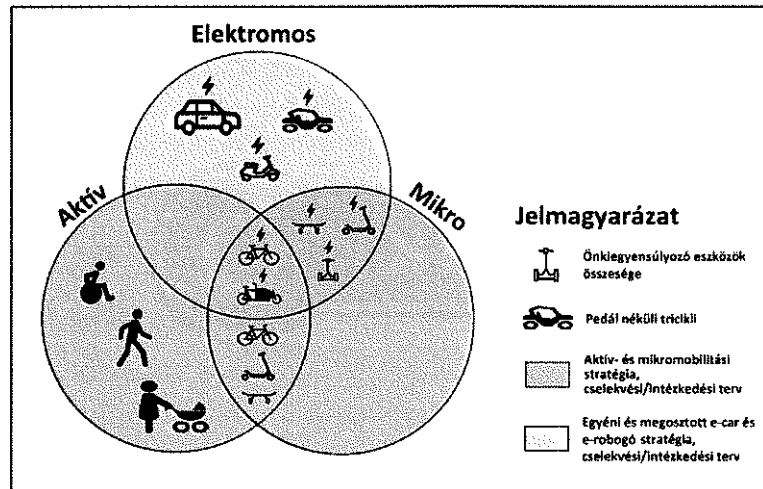 Elektromos
Aktív
Mikro
Jelmagyarázat
Önkiegyensúlyozó eszközök
összesége
Pedál nélküli tricikli
Aktív- és mikromobilitási
stratégia,
cselekvési/intézkedési terv
Egyéni és megosztott e-car és
e-robogó stratégia,
cselekvési/intézkedési terv